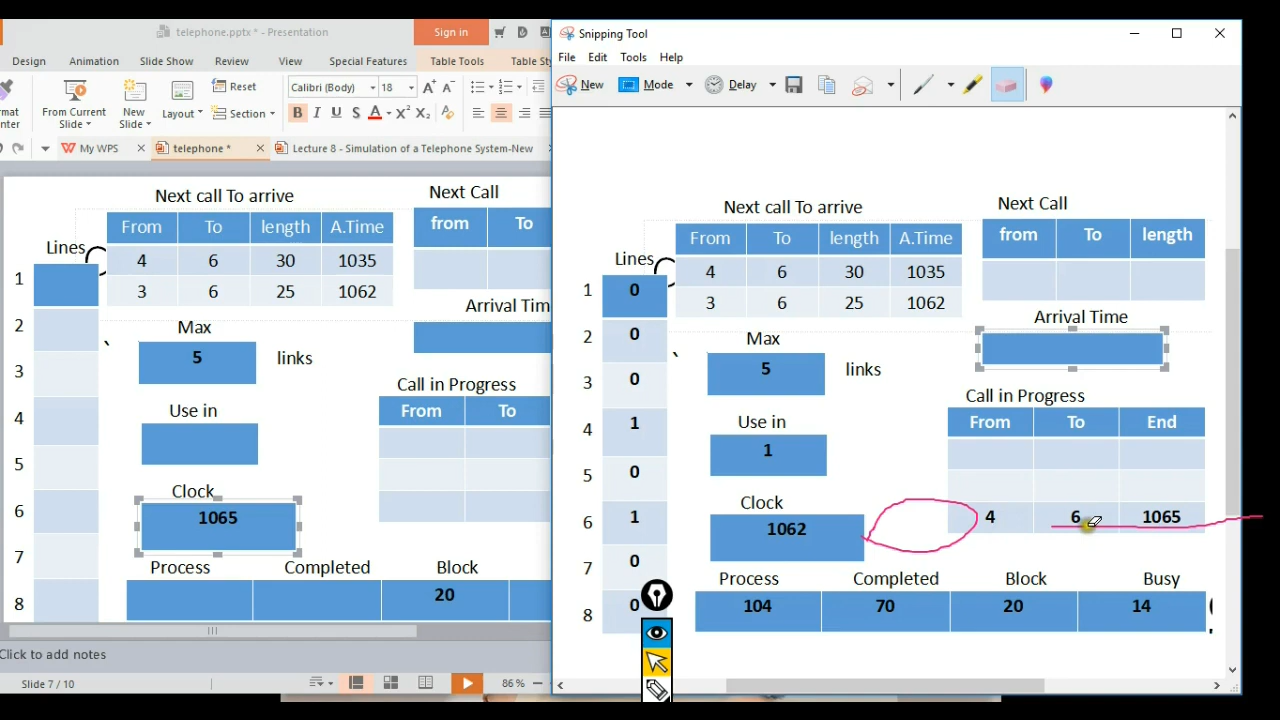 telephone.pptx * - Presentation
Sign in
Design Animation Slide Show Review View Special Features Table Tools Table St
From Current Slide
New Slide
Layout
Reset
Section
Calibri (Body) 18
B I U S A X² X₂
My WPS
telephone *
Lecture 8 - Simulation of a Telephone System-New
Next call To arrive
From To length A.Time
4 6 30 1035
3 6 25 1062
Next Call
from To
Lines
1
2
3
4
5
6
7
8
Arrival Time
Max
5 links
Use in
Clock
1065
Call in Progress
From To
Process Completed Block
20
Click to add notes
Slide 7 / 10
86 %
Snipping Tool
File Edit Tools Help
New Mode Delay
Next call To arrive
From To length A.Time
4 6 30 1035
3 6 25 1062
Next Call
from To length
Lines
1 0
2 0
3 0
4 1
5 0
6 1
7 0
8 0
Arrival Time
Max
5 links
Use in
1
Clock
1062
Call in Progress
From To End
4 6 1065
Process Completed Block Busy
104 70 20 14